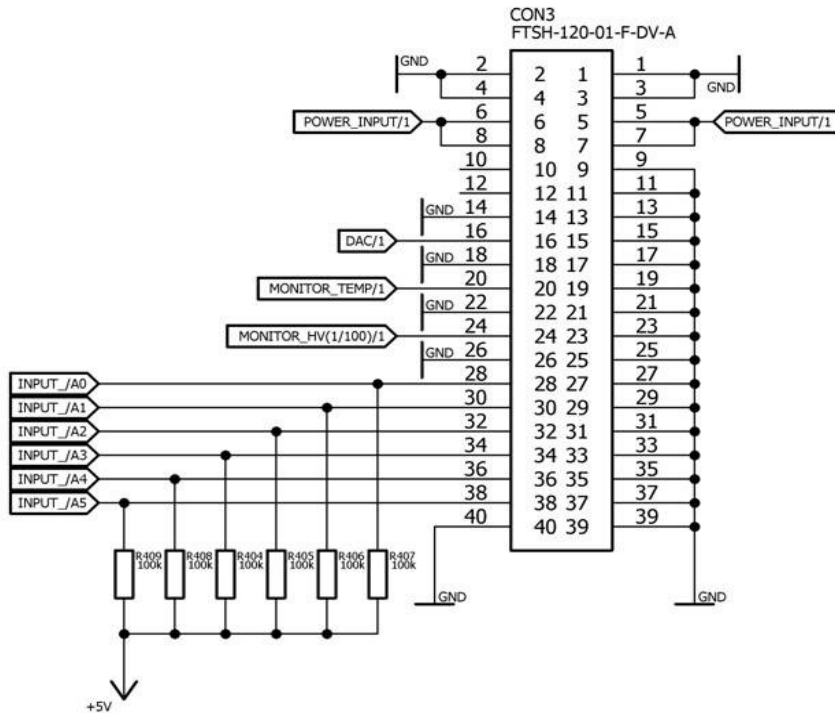 CON3
FTSH-120-01-F-DV-A
GND 2 2 1 1 GND
4 4 3 3
POWER_INPUT/1 6 6 5 5 POWER_INPUT/1
8 8 7 7
10 10 9 9
12 12 11 11
GND 14 14 13 13
DAC/1 16 16 15 15
GND 18 18 17 17
MONITOR_TEMP/1 20 20 19 19
GND 22 22 21 21
MONITOR_HV(1/100)/1 24 24 23 23
GND 26 26 25 25
INPUT_/A0 28 28 27 27
INPUT_/A1 30 30 29 29
INPUT_/A2 32 32 31 31
INPUT_/A3 34 34 33 33
INPUT_/A4 36 36 35 35
INPUT_/A5 38 38 37 37
40 40 39 39
R409 R408 R404 R405 R406 R407
100k 100k 100k 100k 100k 100k
GND GND
+5V